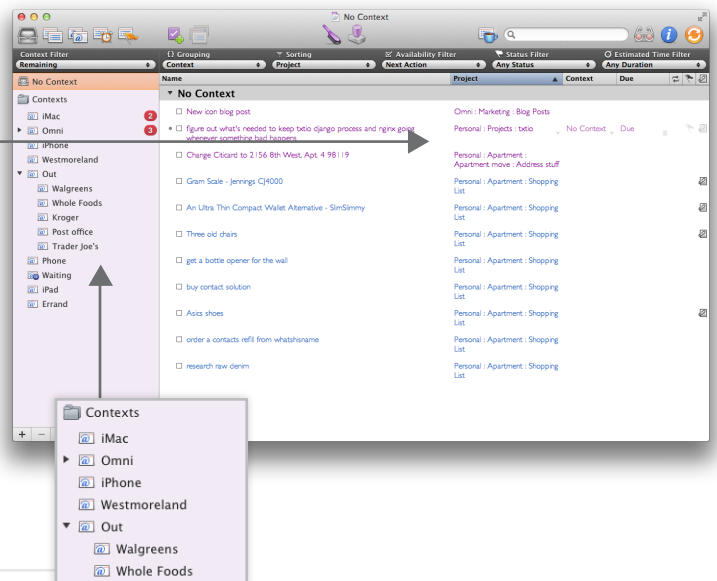 No Context
Context Filter
Grouping
Sorting
Availability Filter
Status Filter
Estimated Time Filter
Remaining
Context
Project
Next Action
Any Status
Any Duration
No Context
Contexts
iMac 2
Omni 3
iPhone
Westmoreland
Out
Walgreens
Whole Foods
Kroger
Post office
Trader Joe's
Phone
Waiting
iPad
Errand
Name Project Context Due
No Context
New icon blog post Omni : Marketing : Blog Posts
figure out what's needed to keep txtio django process and nginx going Personal : Projects : txtio No Context Due
whenever something bad happens
Change Citicard to 2156 8th West, Apt. 4 98119 Personal : Apartment :
Apartment move : Address stuff
Gram Scale - Jennings CJ4000 Personal : Apartment : Shopping
List
An Ultra Thin Compact Wallet Alternative - SlimSlimmy Personal : Apartment : Shopping
List
Three old chairs Personal : Apartment : Shopping
List
get a bottle opener for the wall Personal : Apartment : Shopping
List
buy contact solution Personal : Apartment : Shopping
List
Asics shoes Personal : Apartment : Shopping
List
order a contacts refill from whatshisname Personal : Apartment : Shopping
List
research raw denim Personal : Apartment : Shopping
List
Contexts
iMac
Omni
iPhone
Westmoreland
Out
Walgreens
Whole Foods